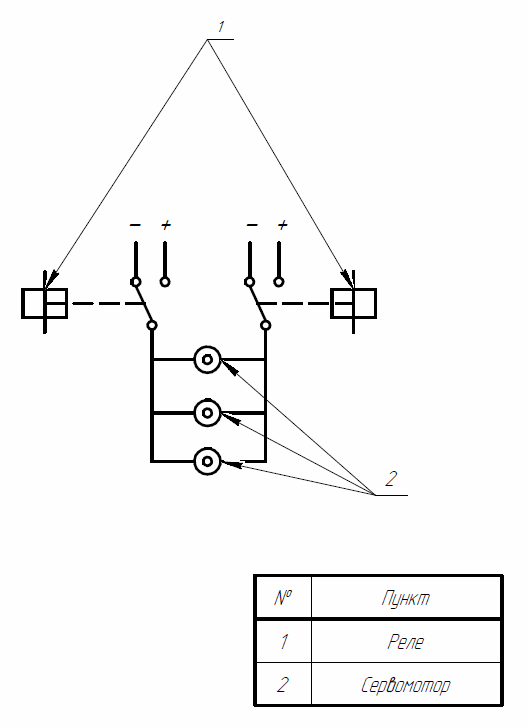 1
− + − +
2
№ Пункт
1 Реле
2 Сервомотор